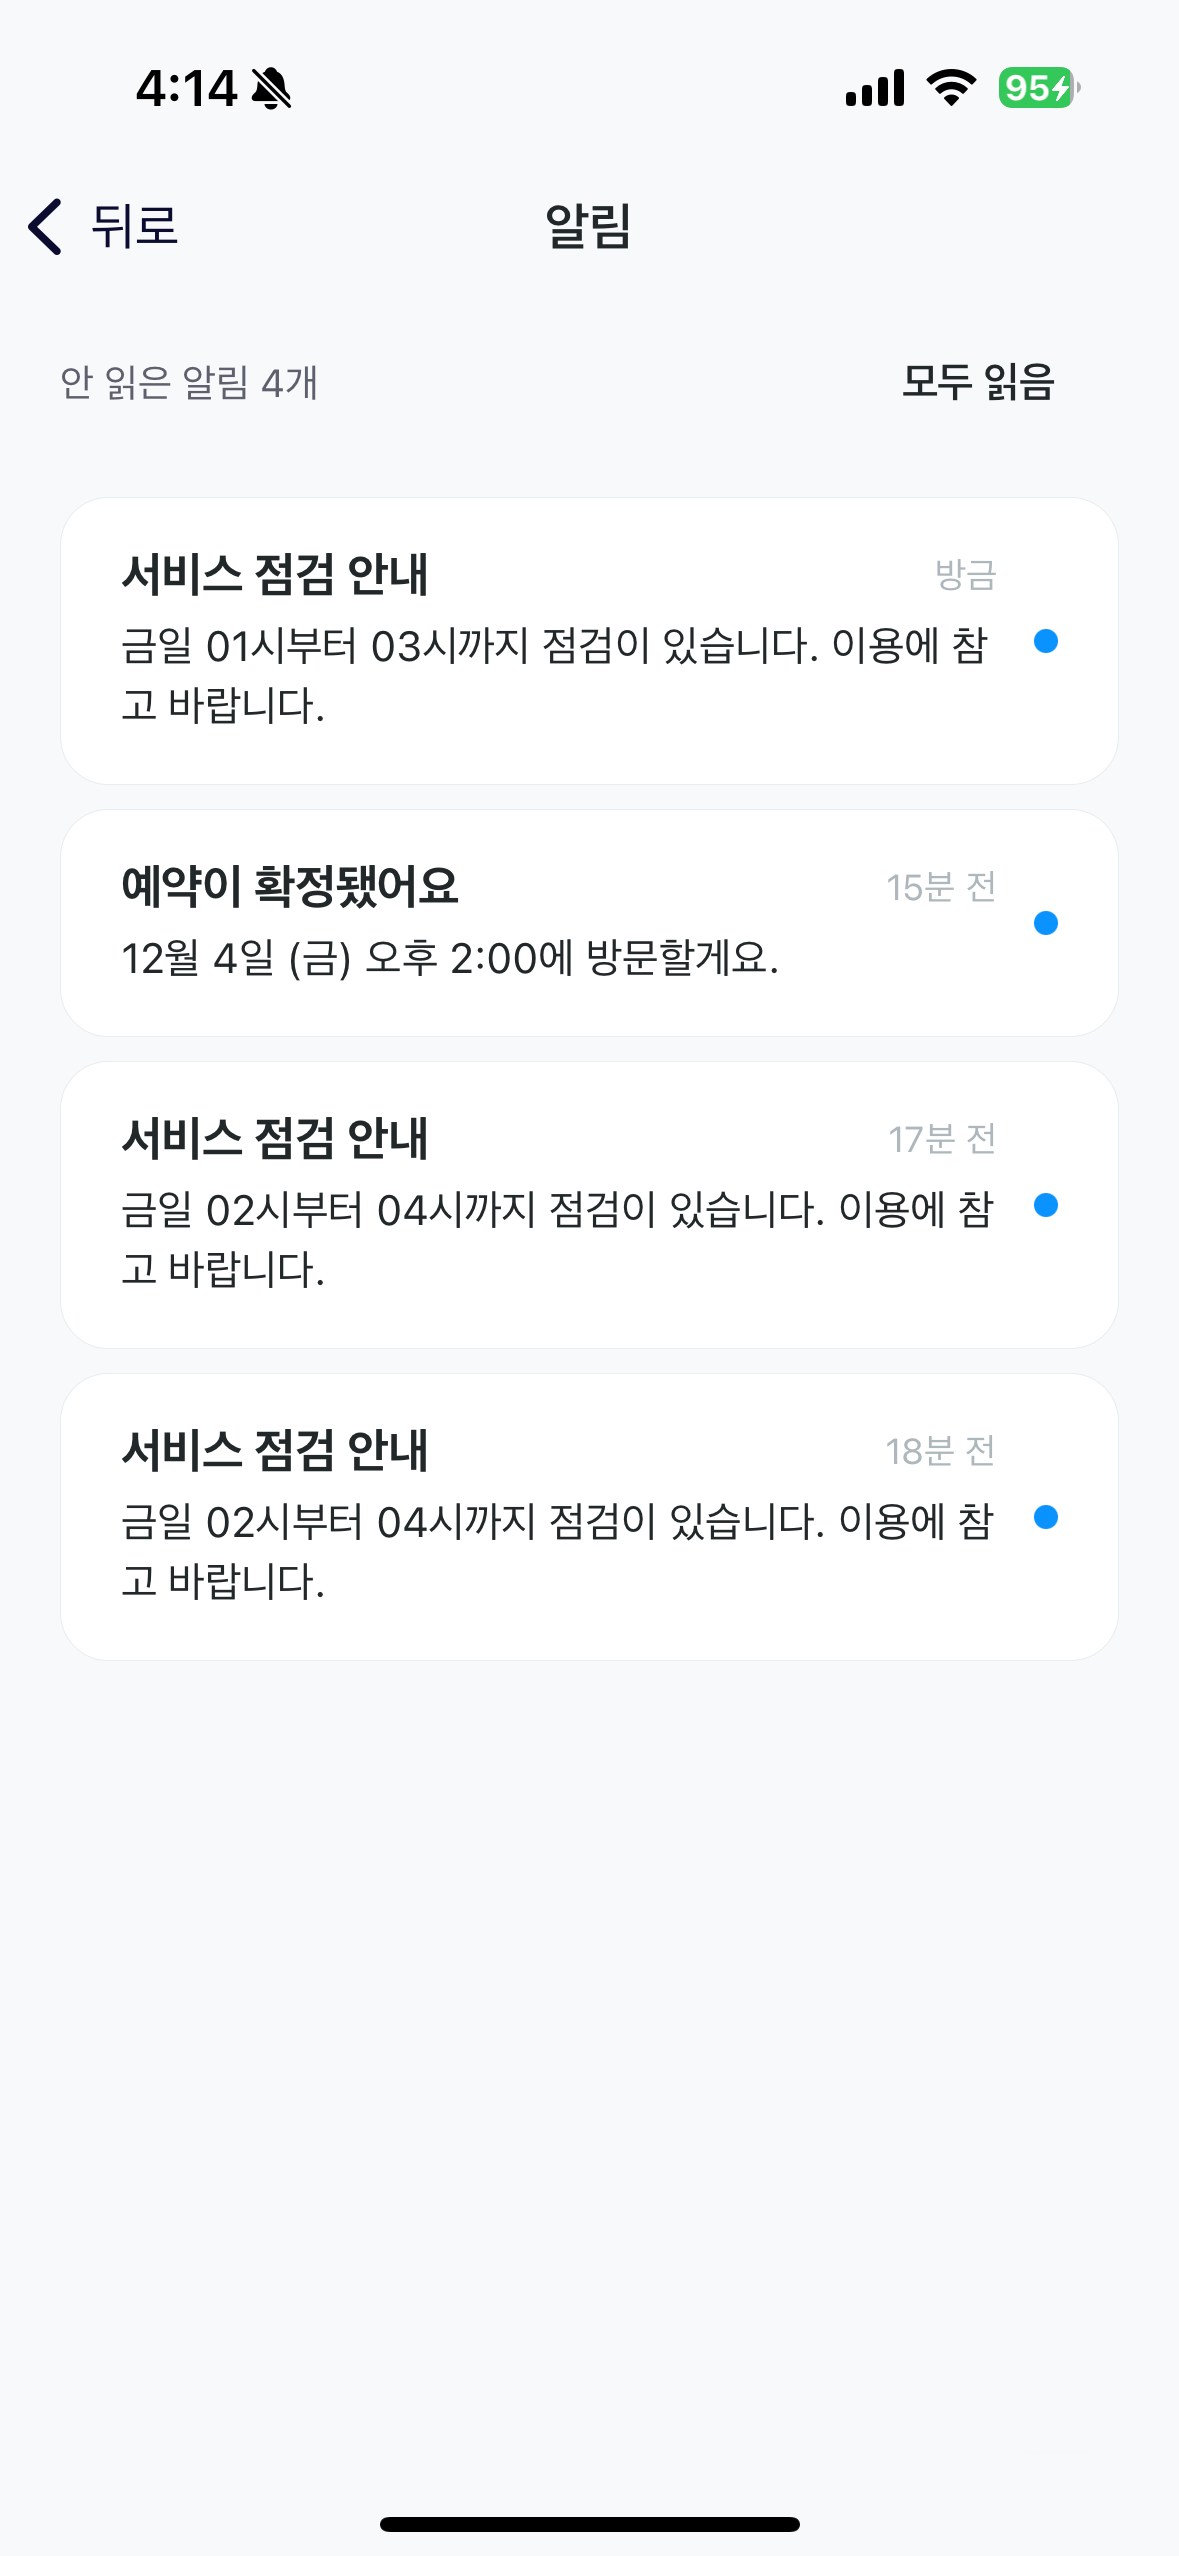 4:14
95
뒤로
알림
안 읽은 알림 4개
모두 읽음
서비스 점검 안내
방금
금일 01시부터 03시까지 점검이 있습니다. 이용에 참
고 바랍니다.
예약이 확정됐어요
15분 전
12월 4일 (금) 오후 2:00에 방문할게요.
서비스 점검 안내
17분 전
금일 02시부터 04시까지 점검이 있습니다. 이용에 참
고 바랍니다.
서비스 점검 안내
18분 전
금일 02시부터 04시까지 점검이 있습니다. 이용에 참
고 바랍니다.